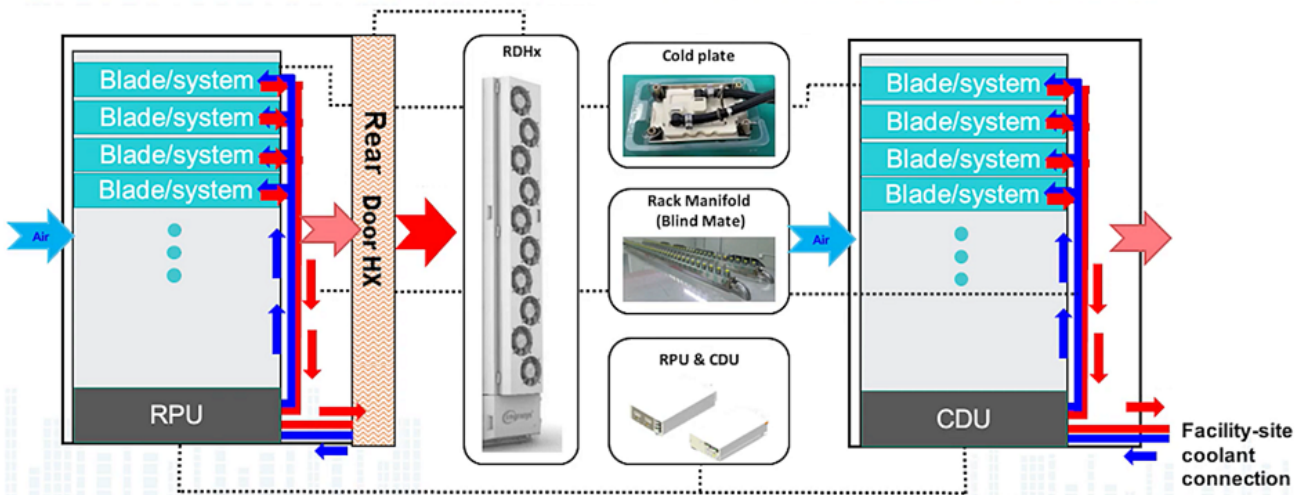 Blade/system
Blade/system
Blade/system
Blade/system
Air
RPU
Rear Door HX
RDHx
Cold plate
Rack Manifold
(Blind Mate)
RPU & CDU
Blade/system
Blade/system
Blade/system
Blade/system
Air
CDU
Facility-site
coolant
connection